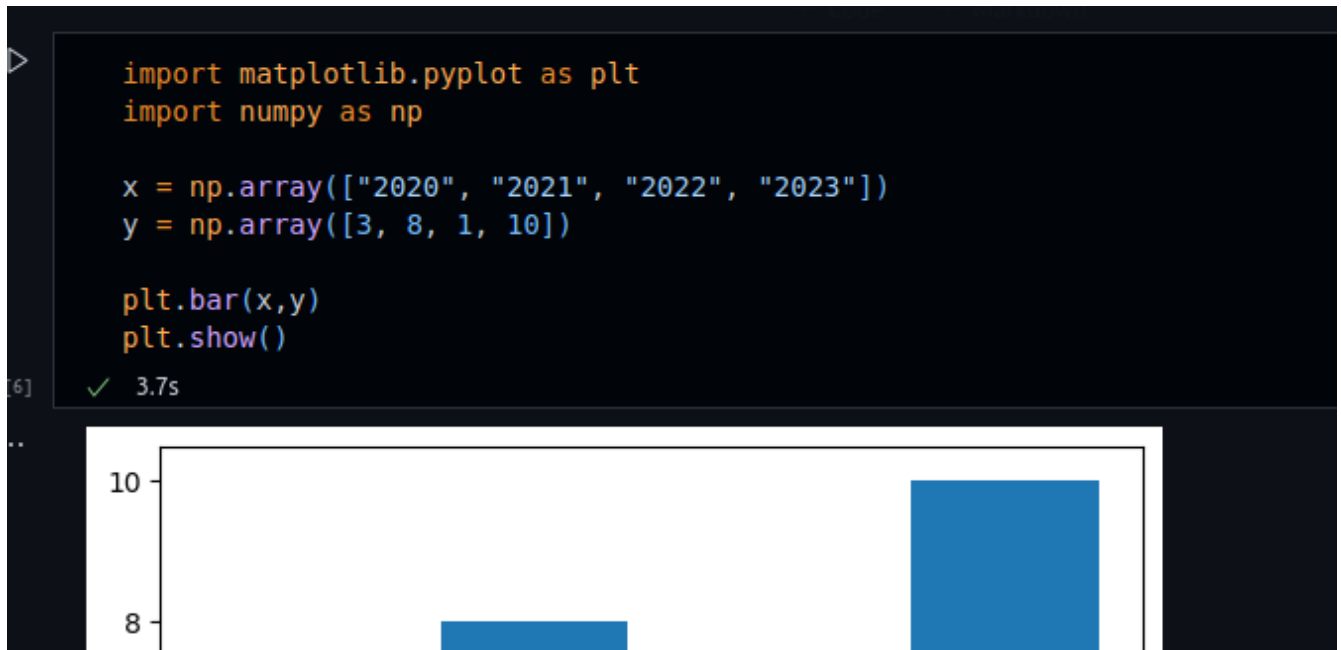 import matplotlib.pyplot as plt
import numpy as np
x = np.array(["2020", "2021", "2022", "2023"])
y = np.array([3, 8, 1, 10])
plt.bar(x,y)
plt.show()
[6]
3.7s
10
8